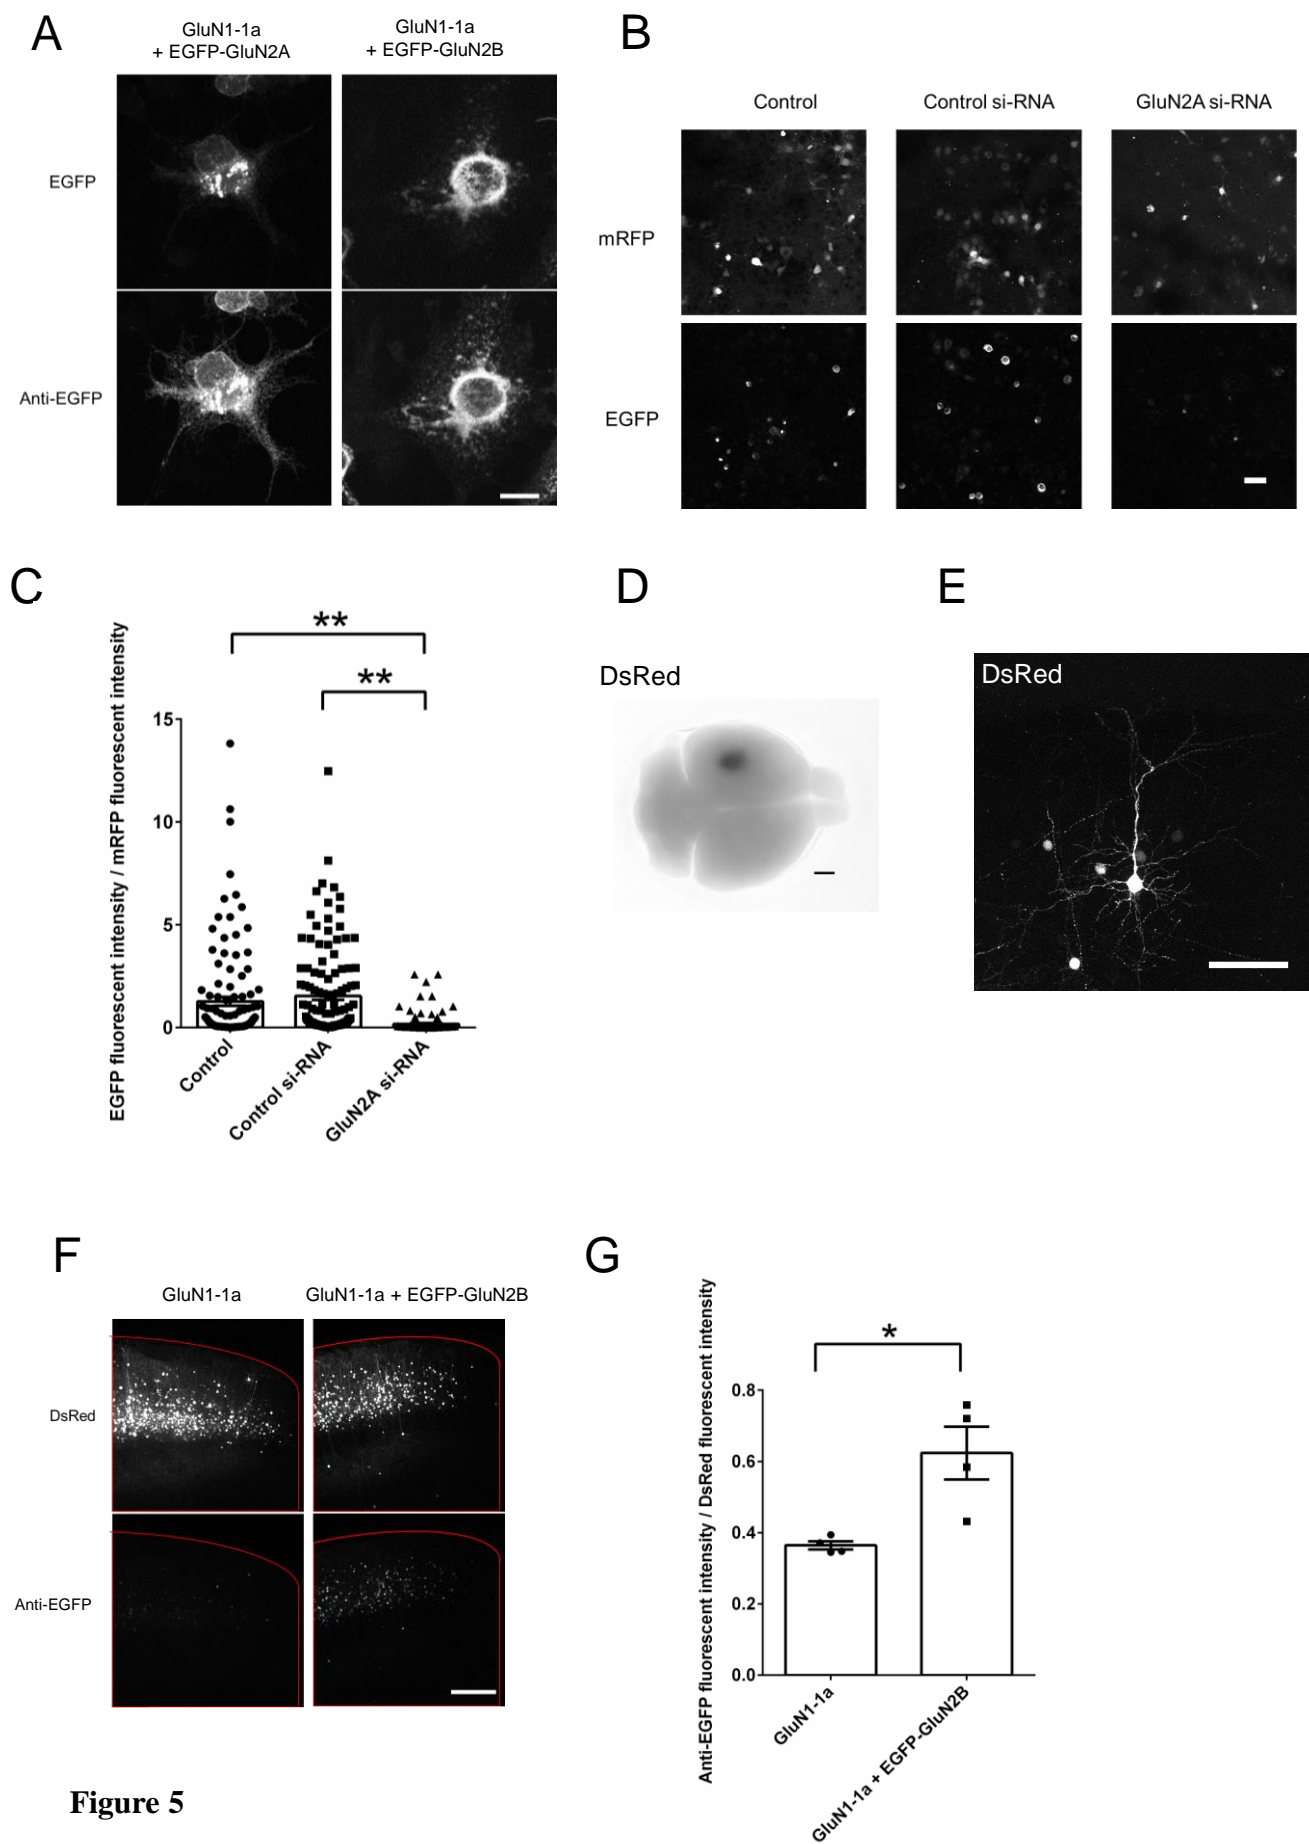 A
GluN1-1a
+ EGFP-GluN2A
GluN1-1a
+ EGFP-GluN2B
EGFP
Anti-EGFP
B
Control
Control si-RNA
GluN2A si-RNA
mRFP
EGFP
C
EGFP fluorescent intensity / mRFP fluorescent intensity
**
**
15
10
5
0
Control
Control si-RNA
GluN2A si-RNA
D
DsRed
E
DsRed
F
GluN1-1a
GluN1-1a + EGFP-GluN2B
DsRed
Anti-EGFP
G
Anti-EGFP fluorescent intensity / DsRed fluorescent intensity
*
0.8
0.6
0.4
0.2
0.0
GluN1-1a
GluN1-1a + EGFP-GluN2B
Figure 5